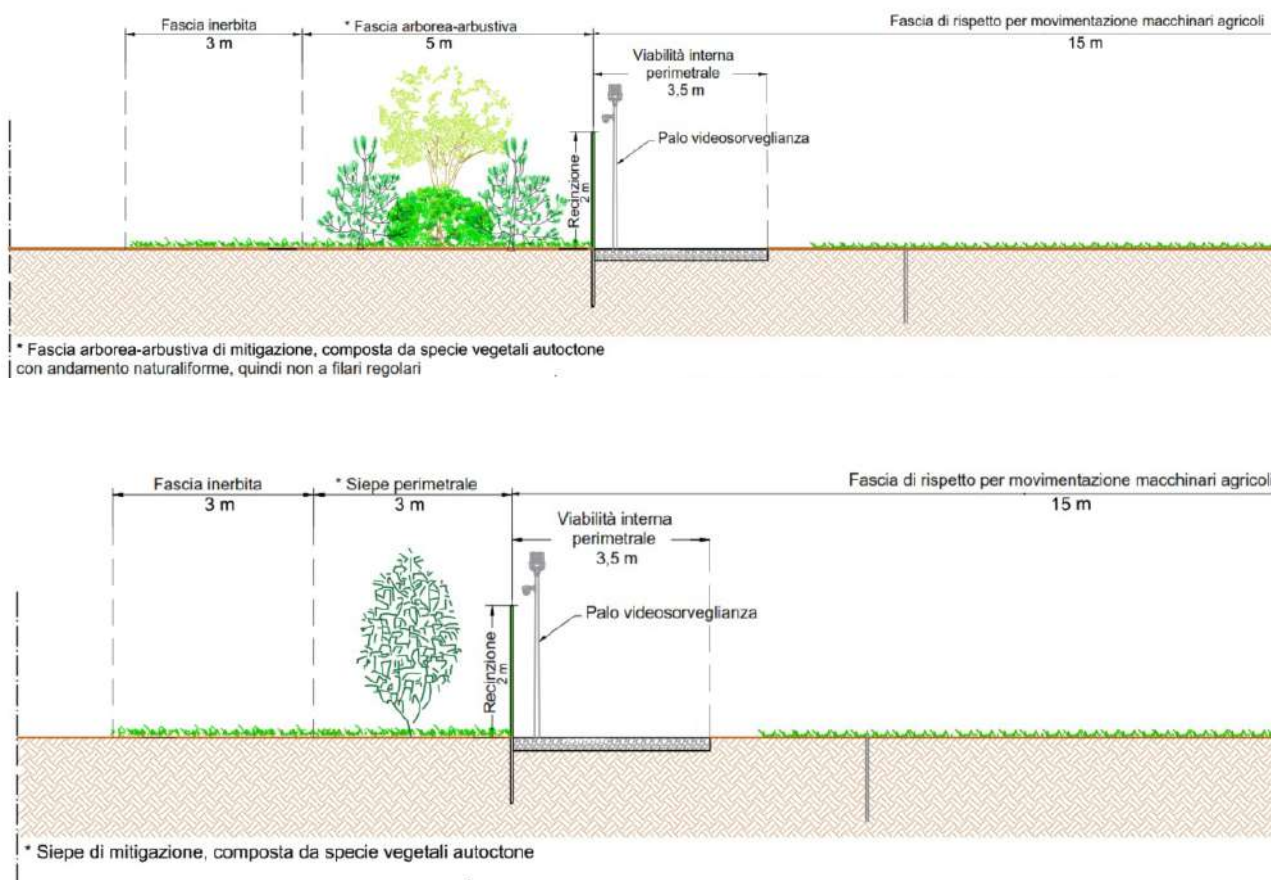 Fascia inerbita
3 m
* Fascia arborea-arbustiva
5 m
Fascia di rispetto per movimentazione macchinari agricoli
15 m
Viabilità interna
perimetrale
3,5 m
Palo videosorveglianza
Recinzione
2 m
* Fascia arborea-arbustiva di mitigazione, composta da specie vegetali autoctone
con andamento naturaliforme, quindi non a filari regolari
Fascia inerbita
3 m
* Siepe perimetrale
3 m
Fascia di rispetto per movimentazione macchinari agricoli
15 m
Viabilità interna
perimetrale
3,5 m
Palo videosorveglianza
Recinzione
2 m
* Siepe di mitigazione, composta da specie vegetali autoctone